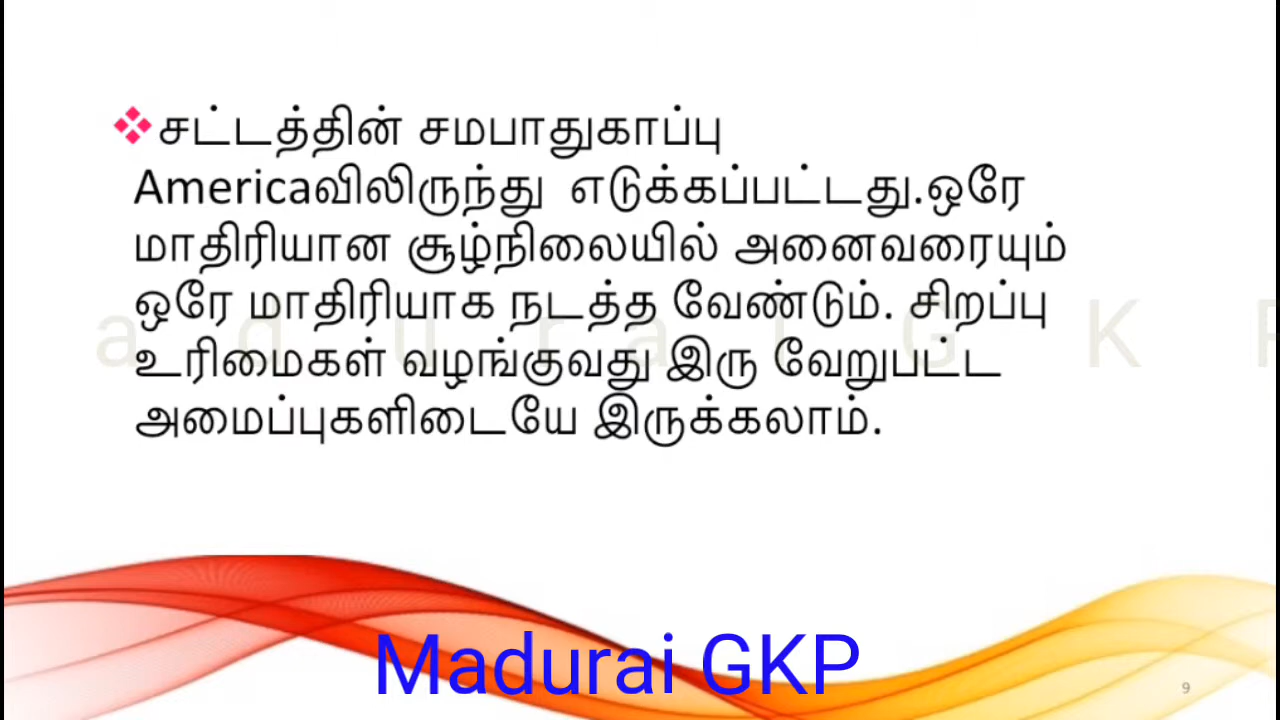 ❖சட்டத்தின் சமபாதுகாப்பு
Americaவிலிருந்து எடுக்கப்பட்டது.ஒரே
மாதிரியான சூழ்நிலையில் அனைவரையும்
ஒரே மாதிரியாக நடத்த வேண்டும். சிறப்பு
உரிமைகள் வழங்குவது இரு வேறுபட்ட
அமைப்புகளிடையே இருக்கலாம்.
a d u r a i G K P
Madurai GKP
9